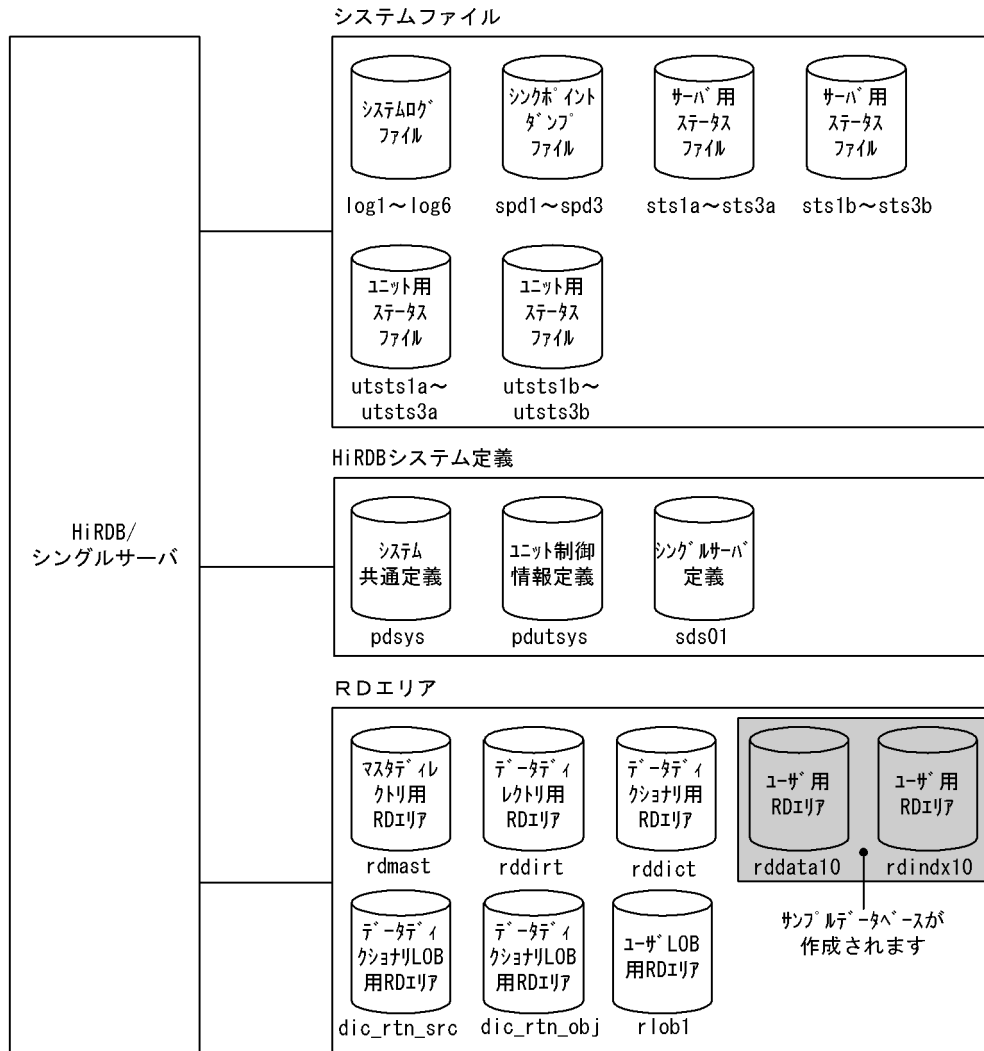 システムファイル
システムログ
ファイル
log1～log6
シンクポイント
ダンプ
ファイル
spd1～spd3
サーバ用
ステータス
ファイル
sts1a～sts3a
サーバ用
ステータス
ファイル
sts1b～sts3b
ユニット用
ステータス
ファイル
utsts1a～
utsts3a
ユニット用
ステータス
ファイル
utsts1b～
utsts3b
HiRDB/
シングルサーバ
HiRDBシステム定義
システム
共通定義
pdsys
ユニット制御
情報定義
pdutsys
シングルサーバ
定義
sds01
ＲＤエリア
マスタディレ
クトリ用
RDエリア
rdmast
データディ
レクトリ用
RDエリア
rddirt
データディ
クショナリ用
RDエリア
rddict
ユーザ用
RDエリア
rddata10
ユーザ用
RDエリア
rdindx10
サンプルデータベースが
作成されます
データディ
クショナリLOB
用RDエリア
dic_rtn_src
データディ
クショナリLOB
用RDエリア
dic_rtn_obj
ユーザLOB
用RDエリア
rlob1